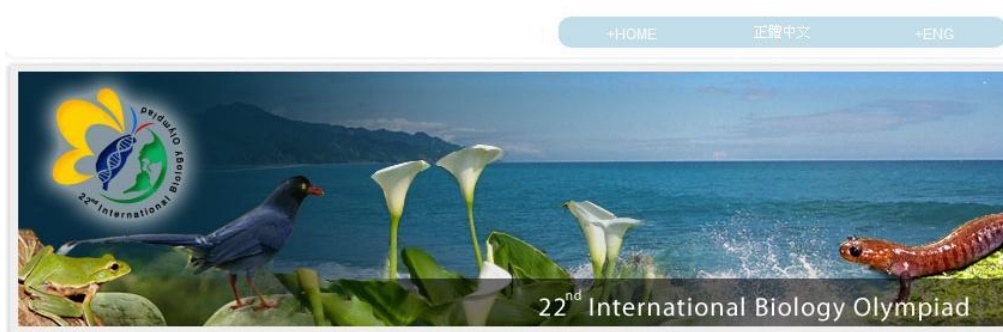 +HOME 正體中文 +ENG
22nd International Biology Olympiad
22nd International Biology Olympiad